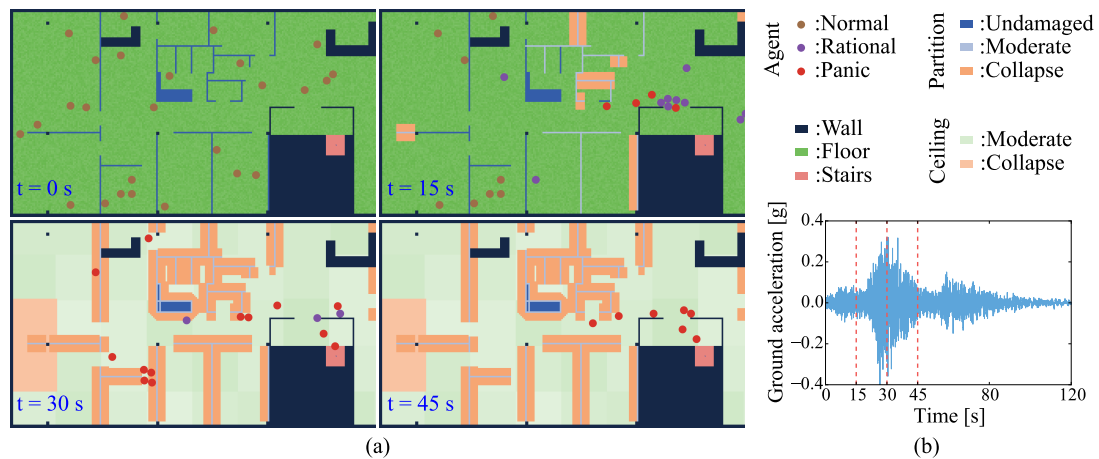 t = 0 s
t = 15 s
t = 30 s
t = 45 s
(a)
Agent
:Normal
:Rational
:Panic
Partition
:Undamaged
:Moderate
:Collapse
:Wall
:Floor
:Stairs
Ceiling
:Moderate
:Collapse
Ground acceleration [g]
0.4
0.2
0.0
−0.2
−0.4
0 15 30 45 80 120
Time [s]
(b)